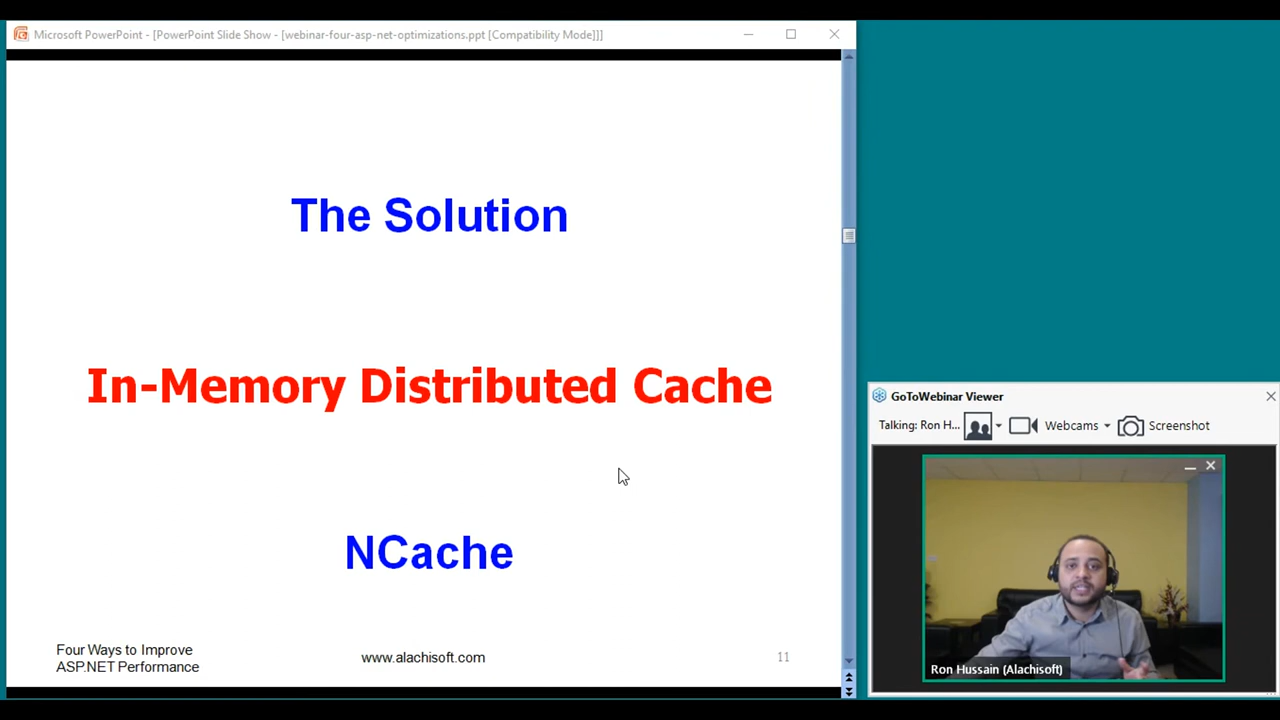 Microsoft PowerPoint - [PowerPoint Slide Show - [webinar-four-asp-net-optimizations.ppt [Compatibility Mode]]]
The Solution
In-Memory Distributed Cache
NCache
Four Ways to Improve
ASP.NET Performance
www.alachisoft.com
11
GoToWebinar Viewer
Talking: Ron H...
Webcams
Screenshot
Ron Hussain (Alachisoft)